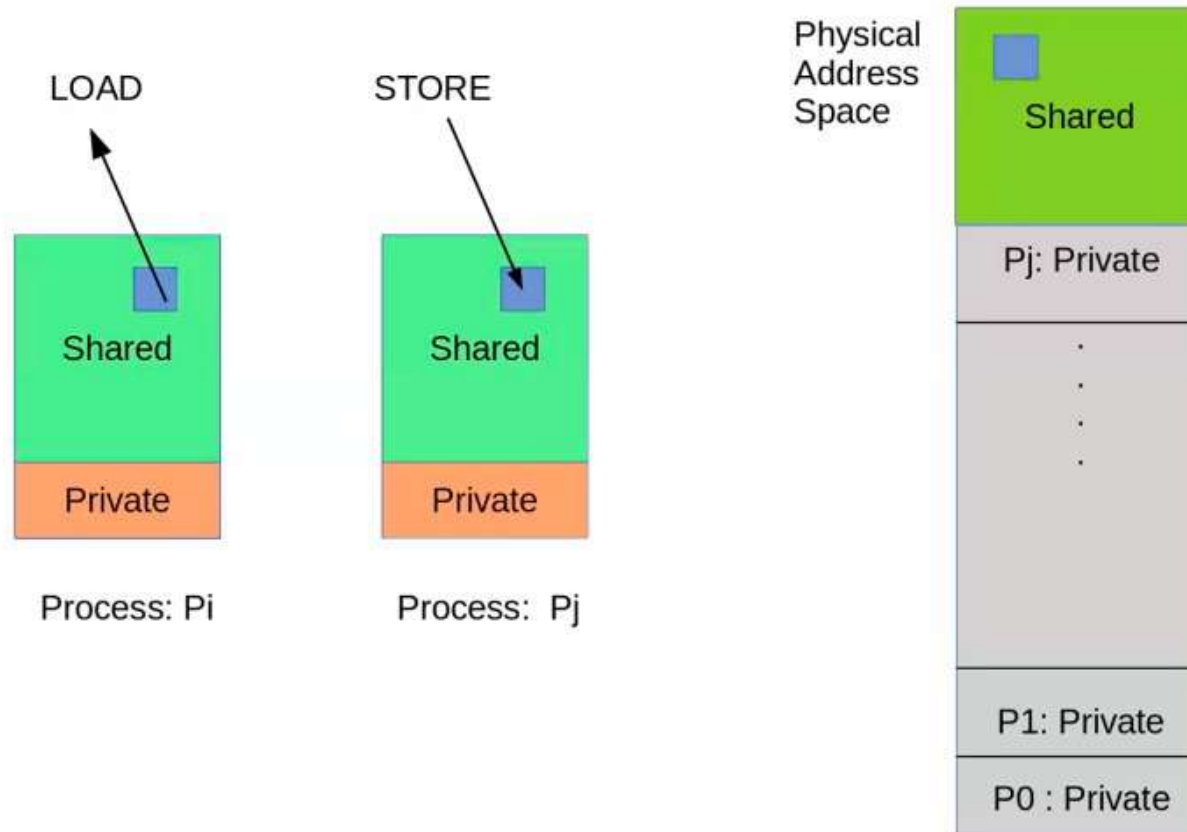 LOAD
STORE
Shared
Private
Process: Pi
Shared
Private
Process: Pj
Physical
Address
Space
Shared
Pj: Private
P1: Private
P0 : Private